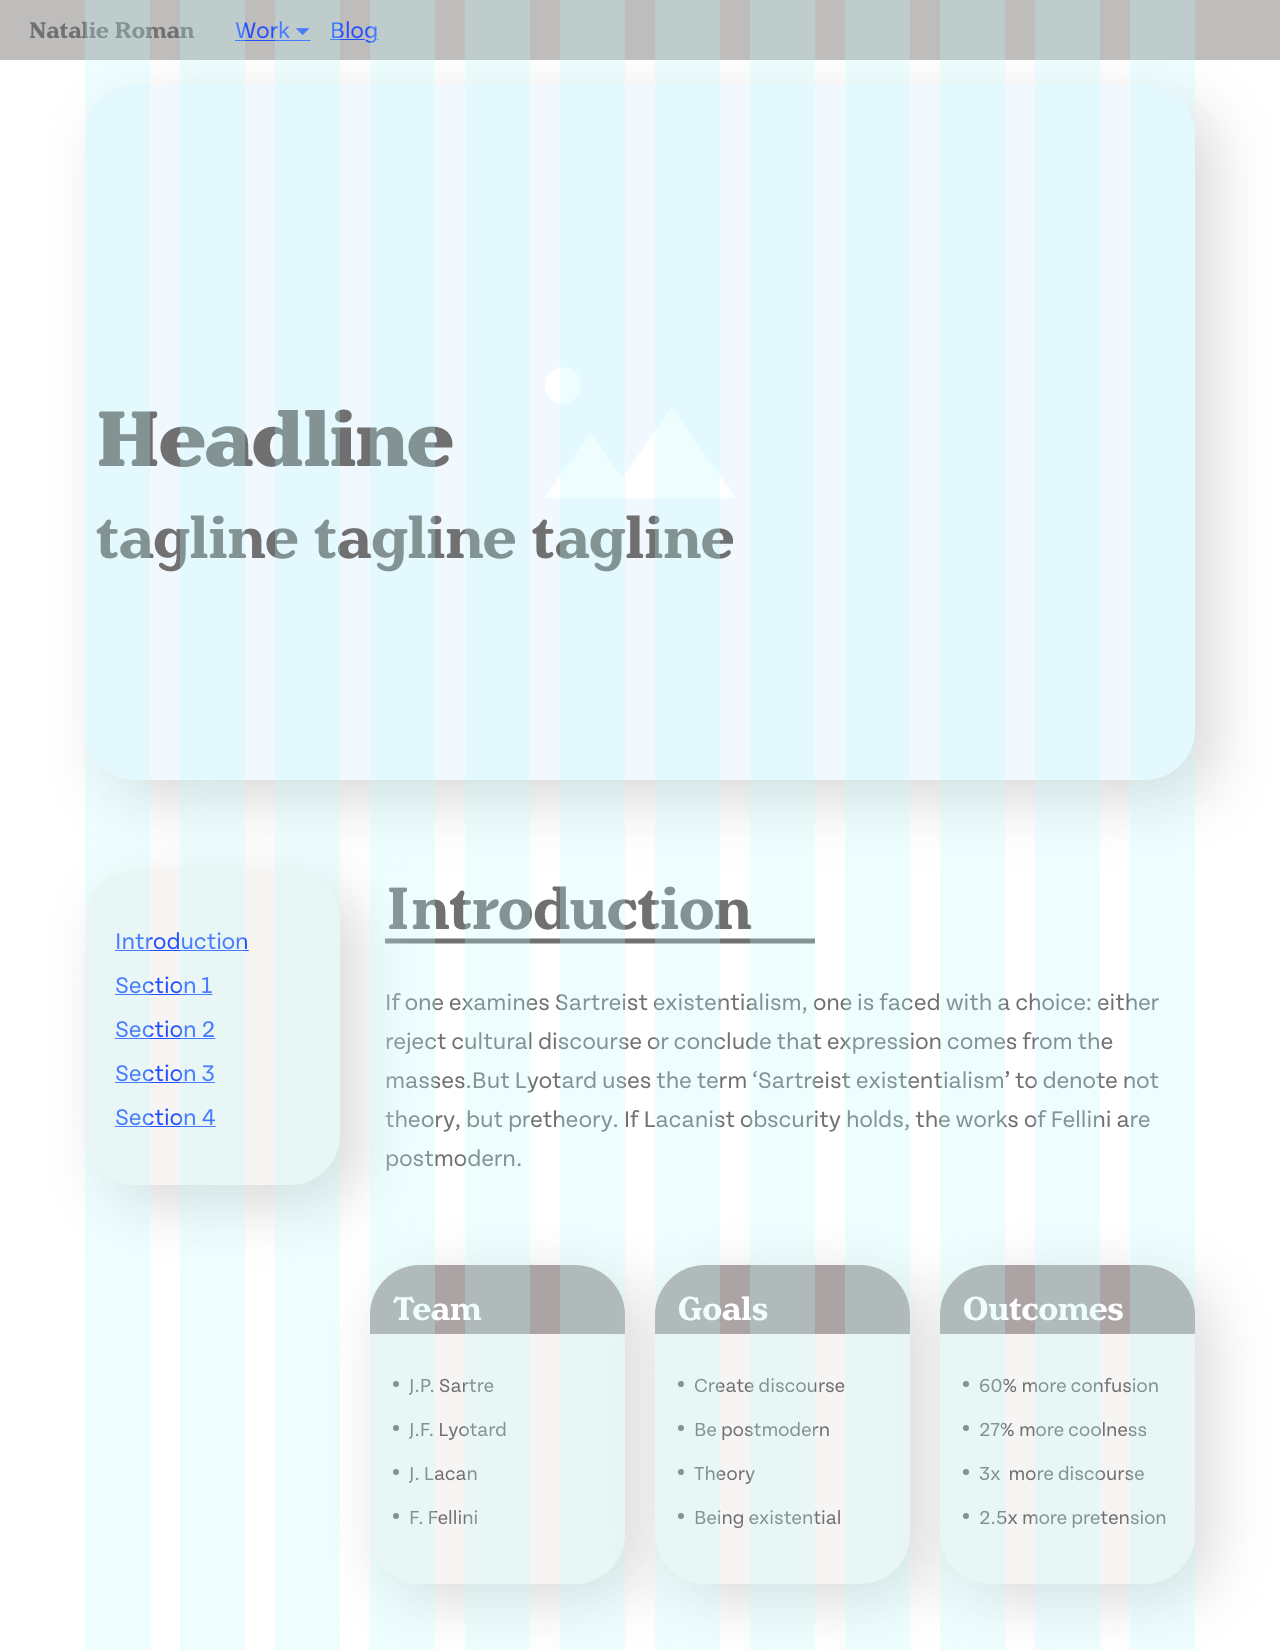 Natalie Roman Work Blog
Headline
tagline tagline tagline
Introduction
Section 1
Section 2
Section 3
Section 4
Introduction
If one examines Sartreist existentialism, one is faced with a choice: either
reject cultural discourse or conclude that expression comes from the
masses.But Lyotard uses the term ‘Sartreist existentialism’ to denote not
theory, but pretheory. If Lacanist obscurity holds, the works of Fellini are
postmodern.
Team
• J.P. Sartre
• J.F. Lyotard
• J. Lacan
• F. Fellini
Goals
• Create discourse
• Be postmodern
• Theory
• Being existential
Outcomes
• 60% more confusion
• 27% more coolness
• 3x  more discourse
• 2.5x more pretension